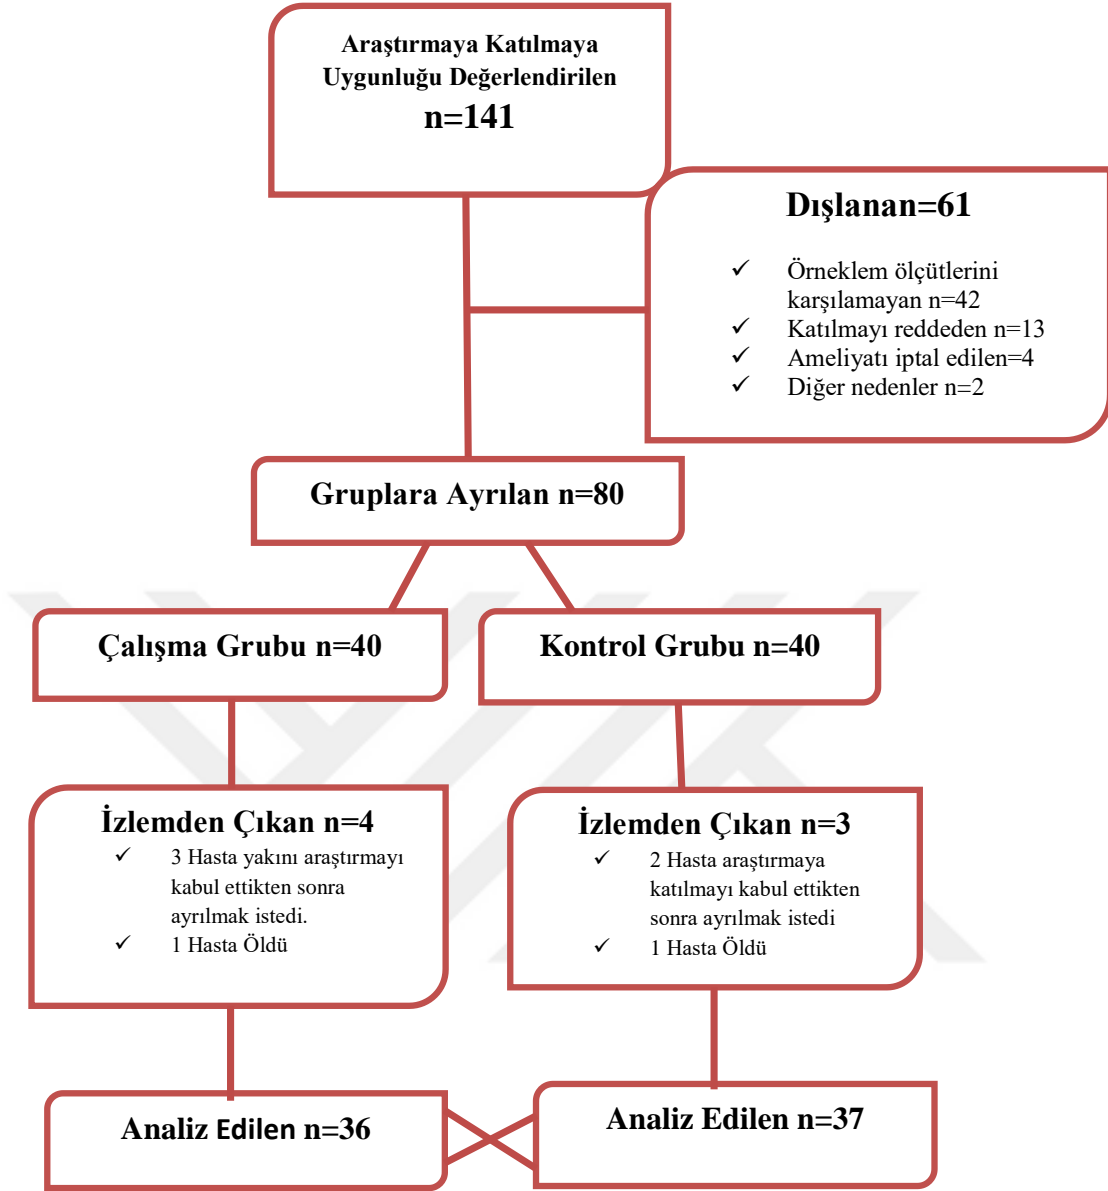 Araştırmaya Katılmaya
Uygunluğu Değerlendirilen
n=141
Dışlanan=61
✓ Örneklem ölçütlerini
karşılamayan n=42
✓ Katılmayı reddeden n=13
✓ Ameliyatı iptal edilen=4
✓ Diğer nedenler n=2
Gruplara Ayrılan n=80
Çalışma Grubu n=40
Kontrol Grubu n=40
İzlemden Çıkan n=4
✓ 3 Hasta yakını araştırmayı
kabul ettikten sonra
ayrılmak istedi.
✓ 1 Hasta Öldü
İzlemden Çıkan n=3
✓ 2 Hasta araştırmaya
katılmayı kabul ettikten
sonra ayrılmak istedi
✓ 1 Hasta Öldü
Analiz Edilen n=36
Analiz Edilen n=37